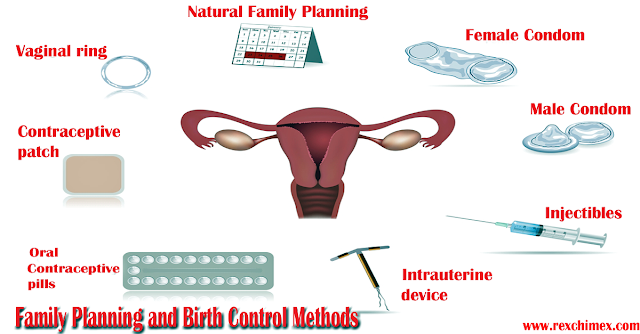 Natural Family Planning
Female Condom
Vaginal ring
Male Condom
Contraceptive
patch
Injectibles
Oral
Contraceptive
pills
Intrauterine
device
Family Planning and Birth Control Methods
www.rexchimex.com